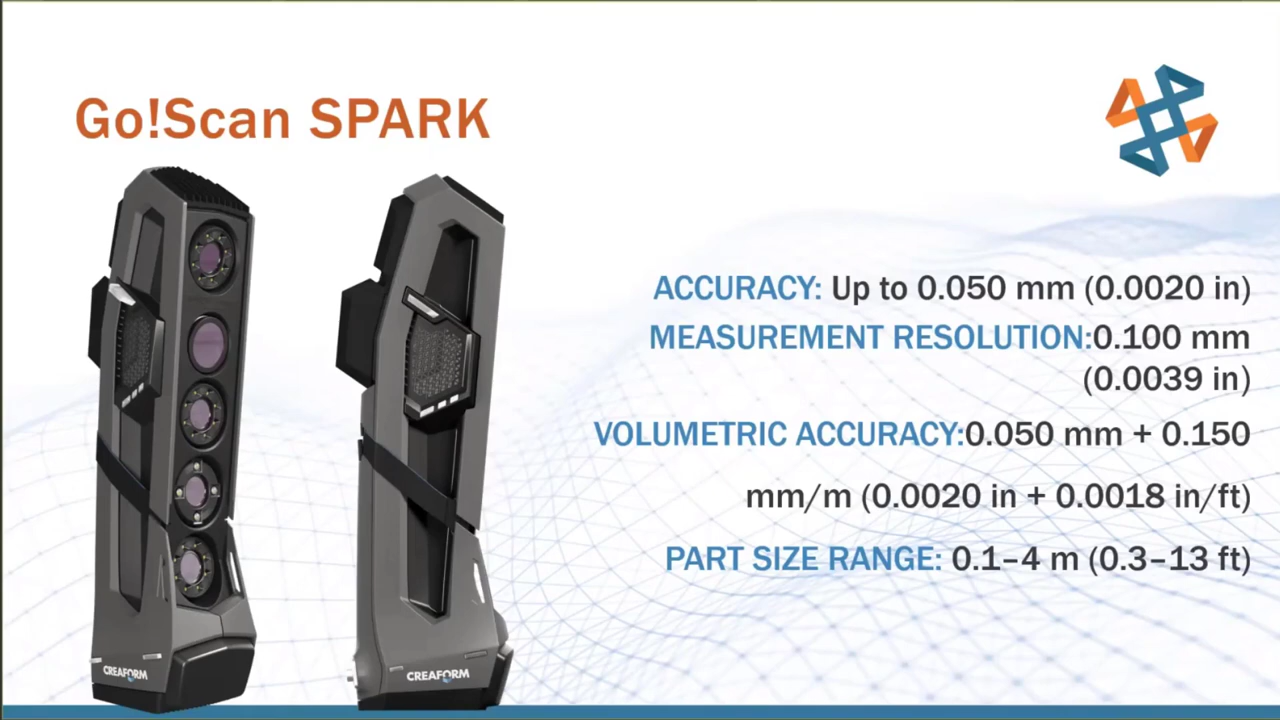 Go!Scan SPARK
ACCURACY: Up to 0.050 mm (0.0020 in)
MEASUREMENT RESOLUTION:0.100 mm
(0.0039 in)
VOLUMETRIC ACCURACY:0.050 mm + 0.150
mm/m (0.0020 in + 0.0018 in/ft)
PART SIZE RANGE: 0.1–4 m (0.3–13 ft)
CREAFORM
CREAFORM